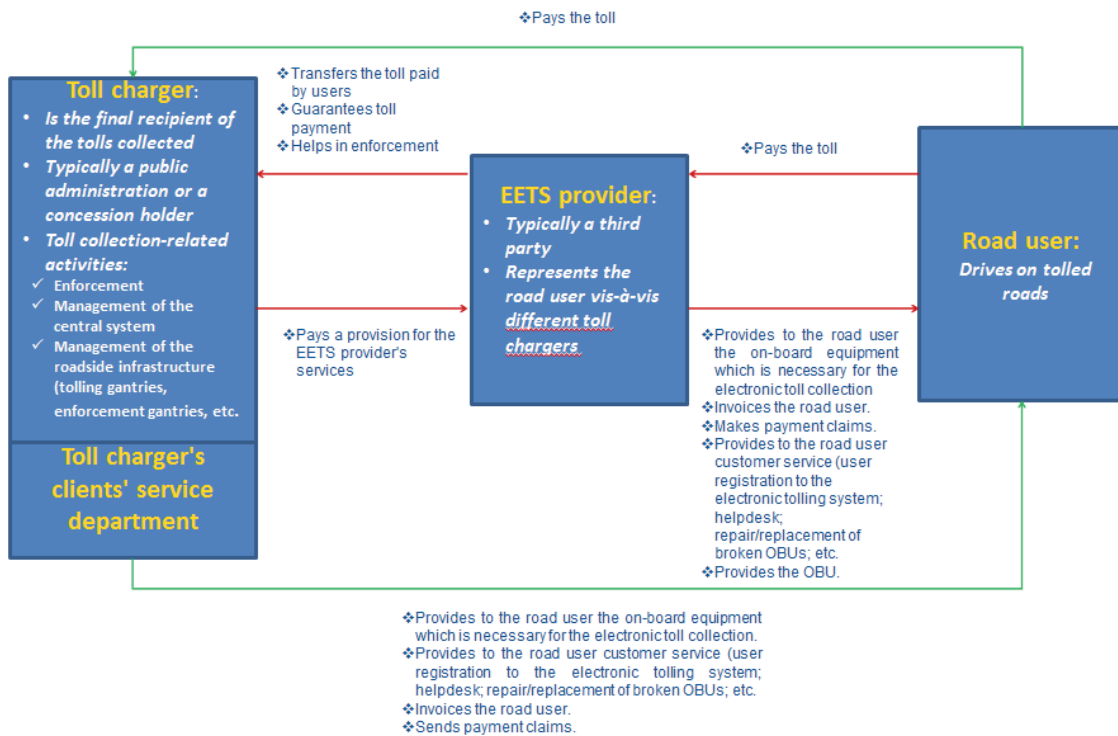 ❖Pays the toll
Toll charger:
• Is the final recipient of
the tolls collected
• Typically a public
administration or a
concession holder
• Toll collection-related
activities:
✓ Enforcement
✓ Management of the
central system
✓ Management of the
roadside infrastructure
(tolling gantries,
enforcement gantries, etc.
Toll charger's
clients' service
department
❖Transfers the toll paid
by users
❖Guarantees toll
payment
❖Helps in enforcement
❖Pays a provision for the
EETS provider's
services
EETS provider:
• Typically a third
party
• Represents the
road user vis-à-vis
different toll
chargers
❖Pays the toll
❖Provides to the road user
the on-board equipment
which is necessary for the
electronic toll collection
❖Invoices the road user.
❖Makes payment claims.
❖Provides to the road user
customer service (user
registration to the
electronic tolling system;
helpdesk;
repair/replacement of
broken OBUs; etc.
❖Provides the OBU.
Road user:
Drives on tolled
roads
❖Provides to the road user the on-board equipment
which is necessary for the electronic toll collection.
❖Provides to the road user customer service (user
registration to the electronic tolling system;
helpdesk; repair/replacement of broken OBUs; etc.
❖Invoices the road user.
❖Sends payment claims.